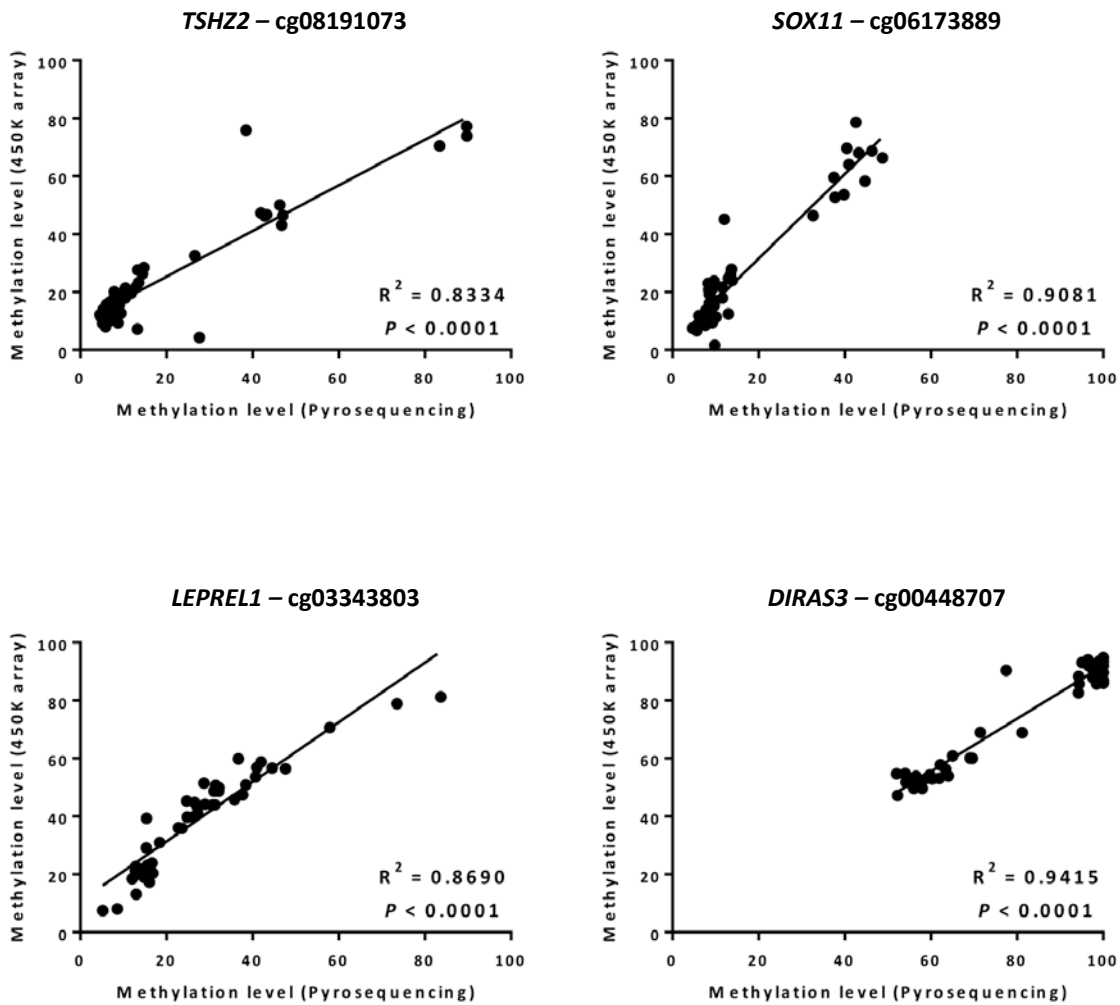 TSHZ2 – cg08191073
Methylation level (450K array)
100
80
60
40
20
0
R² = 0.8334
P < 0.0001
0 20 40 60 80 100
Methylation level (Pyrosequencing)
SOX11 – cg06173889
Methylation level (450K array)
100
80
60
40
20
0
R² = 0.9081
P < 0.0001
0 20 40 60 80 100
Methylation level (Pyrosequencing)
LEPREL1 – cg03343803
Methylation level (450K array)
100
80
60
40
20
0
R² = 0.8690
P < 0.0001
0 20 40 60 80 100
Methylation level (Pyrosequencing)
DIRAS3 – cg00448707
Methylation level (450K array)
100
80
60
40
20
0
R² = 0.9415
P < 0.0001
0 20 40 60 80 100
Methylation level (Pyrosequencing)